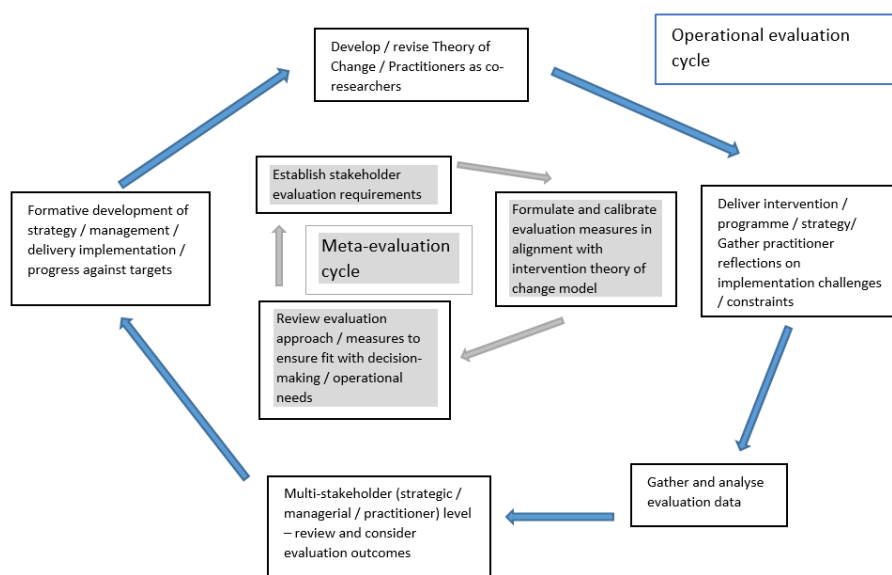 Develop / revise Theory of
Change / Practitioners as co-
researchers
Operational evaluation
cycle
Establish stakeholder
evaluation requirements
Formative development of
strategy / management /
delivery implementation /
progress against targets
Formulate and calibrate
evaluation measures in
alignment with
intervention theory of
change model
Deliver intervention /
programme / strategy/
Gather practitioner
reflections on
implementation challenges
/ constraints
Meta-evaluation
cycle
Review evaluation
approach / measures to
ensure fit with decision-
making / operational
needs
Gather and analyse
evaluation data
Multi-stakeholder (strategic /
managerial / practitioner) level
– review and consider
evaluation outcomes